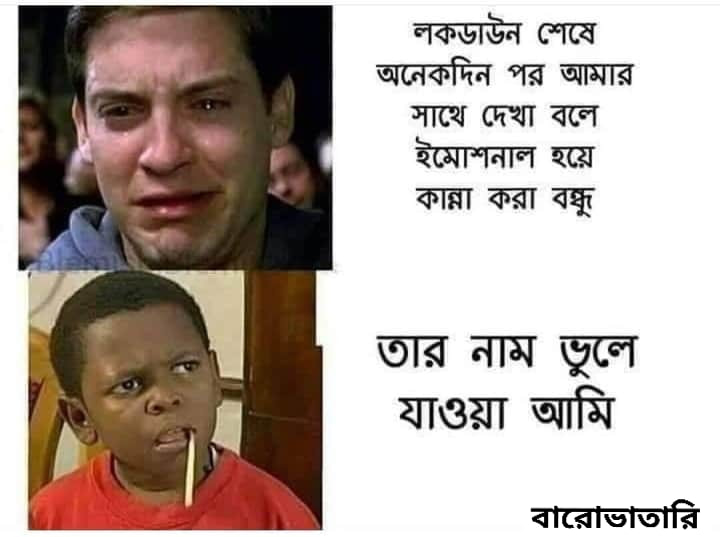 লকডাউন শেষে
অনেকদিন পর আমার
সাথে দেখা বলে
ইমোশনাল হয়ে
কান্না করা বন্ধু
তার নাম ভুলে
যাওয়া আমি
বারোভাতারি